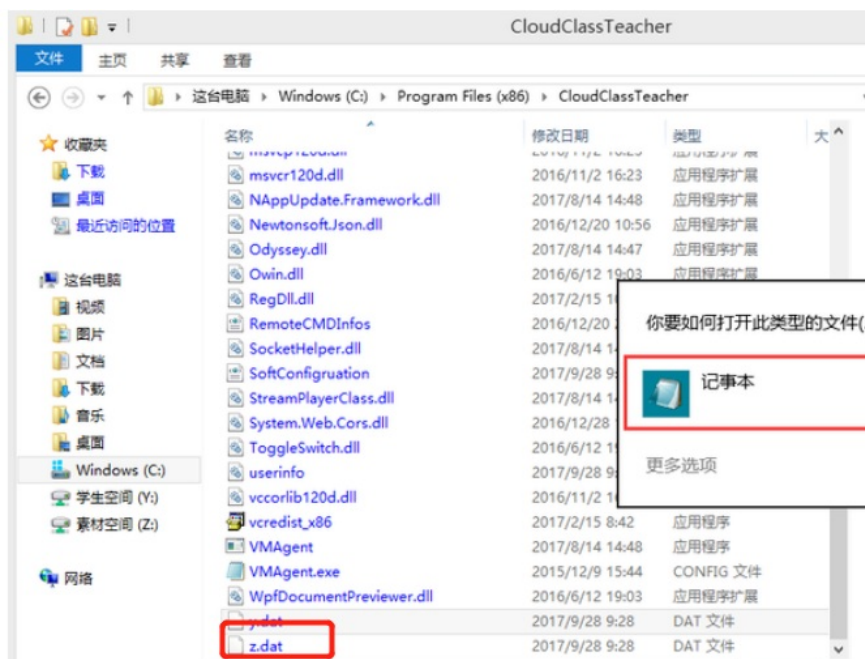 CloudClassTeacher
文件 主页 共享 查看
这台电脑 Windows (C:) Program Files (x86) CloudClassTeacher
名称 修改日期 类型 大
收藏夹
下载
桌面
最近访问的位置
这台电脑
视频
图片
文档
下载
音乐
桌面
Windows (C:)
学生空间 (Y:)
素材空间 (Z:)
网络
msvcr120d.dll 2016/11/2 16:23 应用程序扩展
NAppUpdate.Framework.dll 2017/8/14 14:48 应用程序扩展
Newtonsoft.Json.dll 2016/12/20 10:56 应用程序扩展
Odyssey.dll 2017/8/14 14:47 应用程序扩展
Owin.dll 2016/6/12 19:03 应用程序扩展
RegDll.dll 2017/2/15
RemoteCMDInfos 2016/12/20
SocketHelper.dll 2017/8/14
SoftConfigruation 2017/9/28
StreamPlayerClass.dll 2017/8/14
System.Web.Cors.dll 2016/12/28
ToggleSwitch.dll 2016/6/12
userinfo 2017/9/28
vccorlib120d.dll 2016/11/2
vcredist_x86 2017/2/15 8:42 应用程序
VMAgent 2017/8/14 14:48 应用程序
VMAgent.exe 2015/12/9 15:44 CONFIG 文件
WpfDocumentPreviewer.dll 2016/6/12 19:03 应用程序扩展
y.dat 2017/9/28 9:28 DAT 文件
z.dat 2017/9/28 9:28 DAT 文件
你要如何打开此类型的文件(
记事本
更多选项